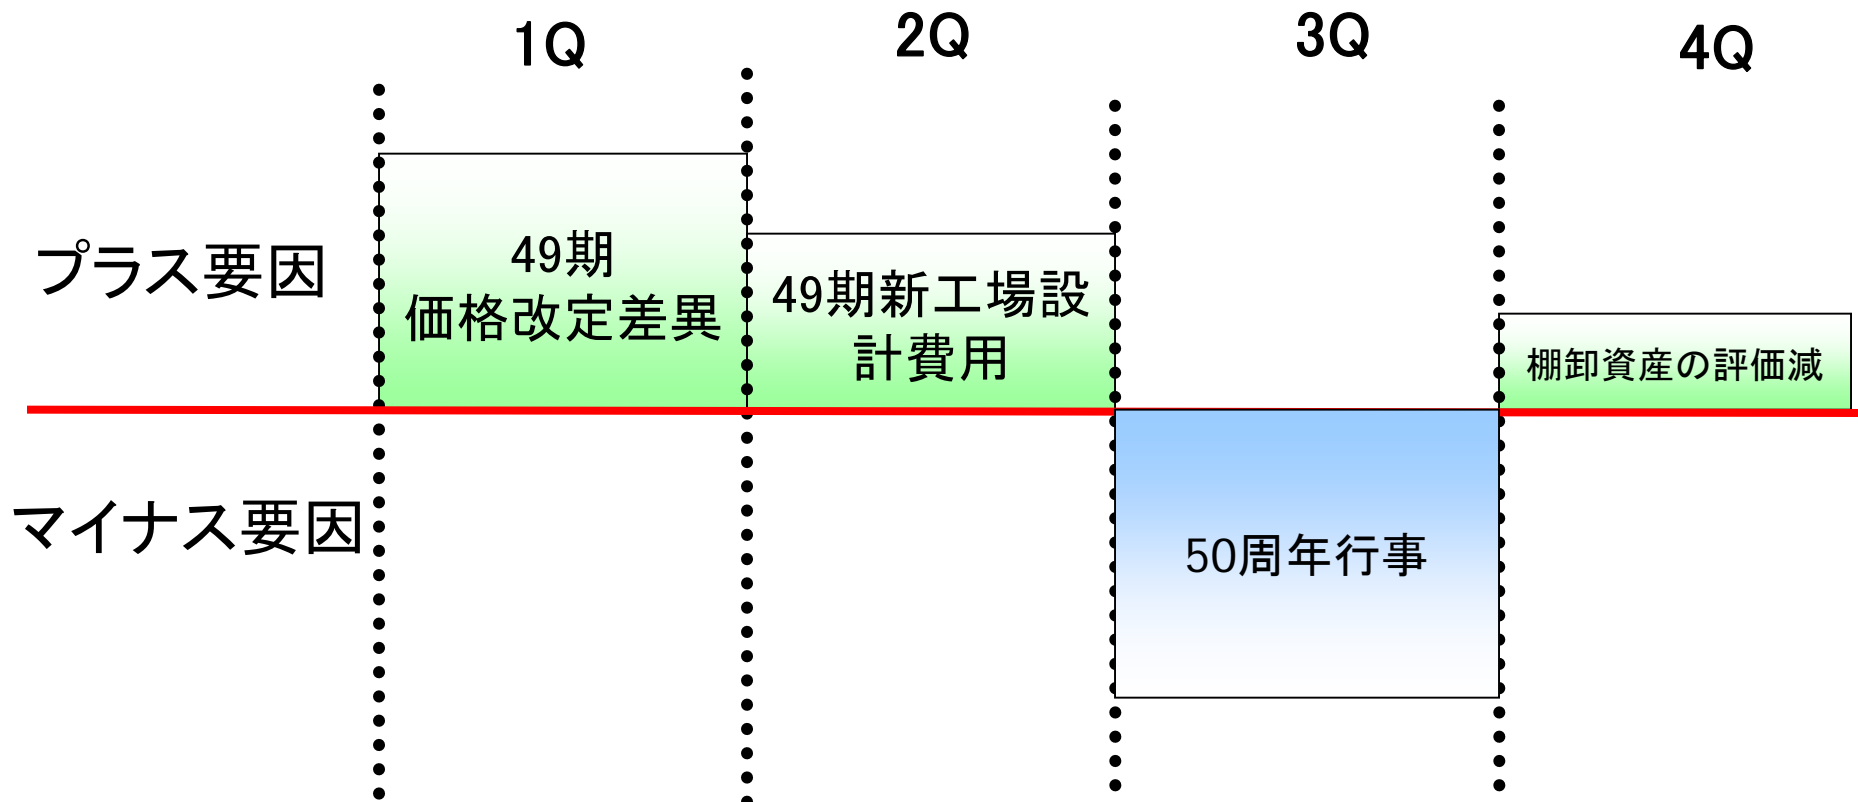 1Q
2Q
3Q
4Q
プラス要因
49期
価格改定差異
49期新工場設
計費用
棚卸資産の評価減
マイナス要因
50周年行事